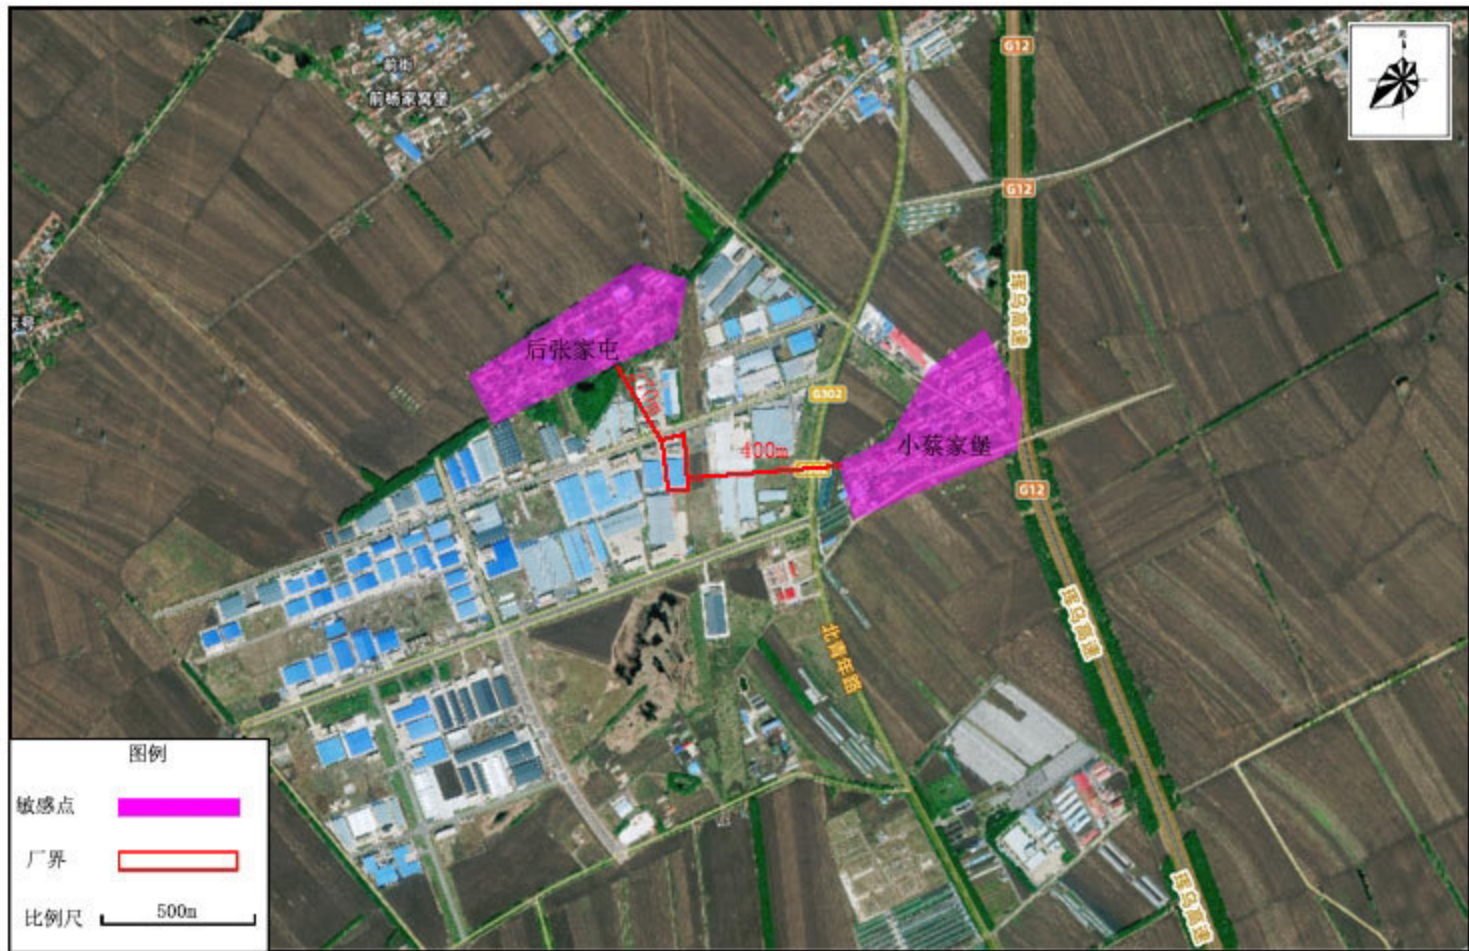 G12
北
前街
前杨家窝堡
G12
珲乌高速
后张家屯
G302
400m
小蔡家堡
G12
珲乌高速
北青年路
图例
敏感点
厂界
比例尺
500m
珲乌高速